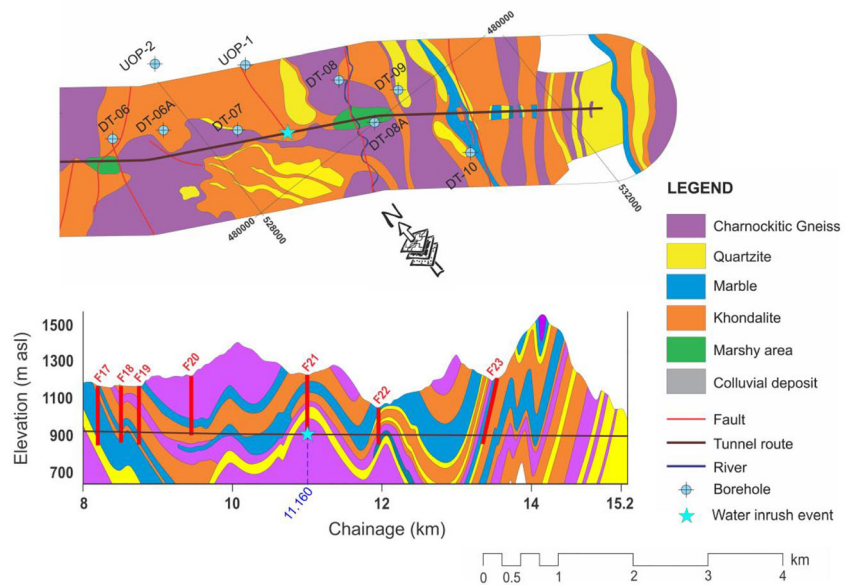 UOP-2
UOP-1
480000
DT-08
DT-09
DT-06
DT-06A
DT-07
DT-08A
DT-10
480000
528000
532000
N
LEGEND
Charnockitic Gneiss
Quartzite
Marble
Khondalite
Marshy area
Colluvial deposit
Fault
Tunnel route
River
Borehole
Water inrush event
Elevation (m asl)
1500
1300
1100
900
700
F17
F18
F19
F20
F21
F22
F23
8
10
11.160
12
14
15.2
Chainage (km)
km
0 0.5 1 2 3 4